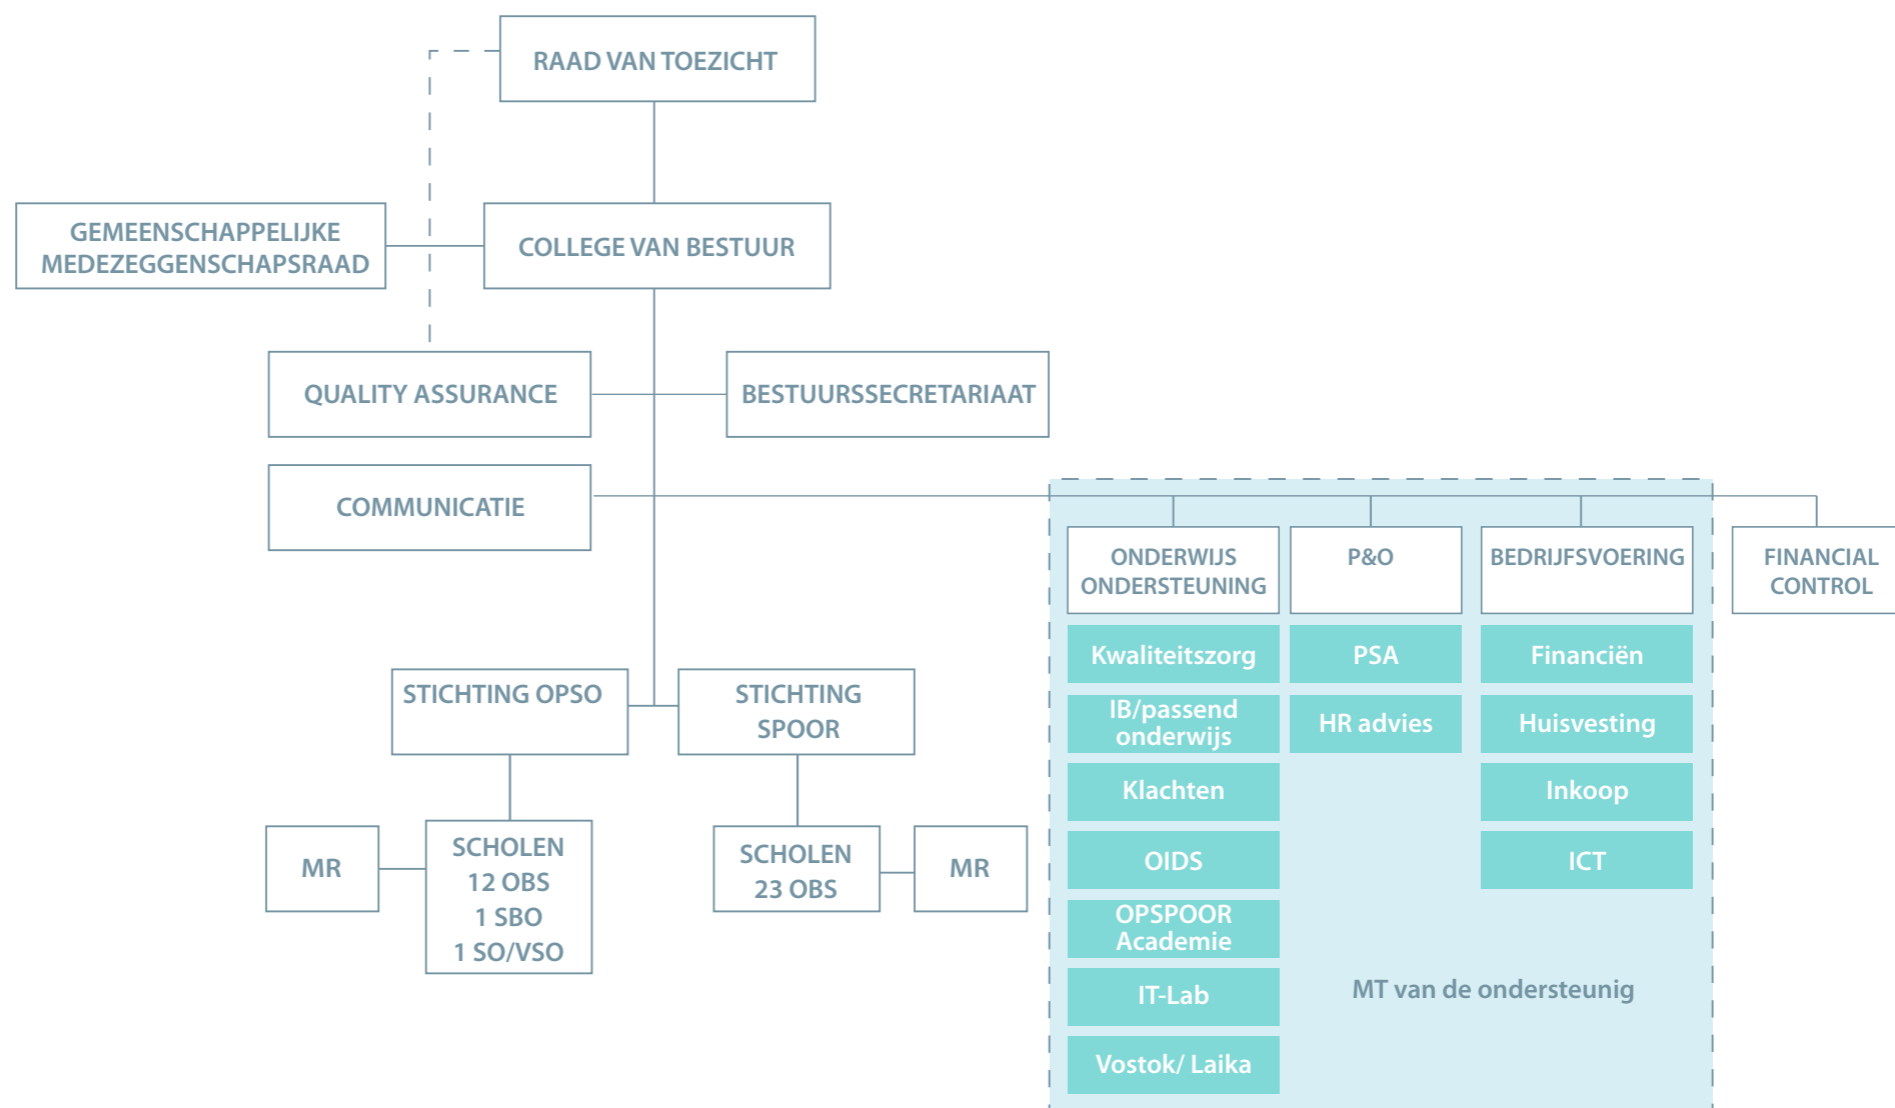 RAAD VAN TOEZICHT
GEMEENSCHAPPELIJKE
MEDEZEGGENSCHAPSRAAD
COLLEGE VAN BESTUUR
QUALITY ASSURANCE
BESTUURSSECRETARIAAT
COMMUNICATIE
ONDERWIJS
ONDERSTEUNING
P&O
BEDRIJFSVOERING
FINANCIAL
CONTROL
Kwaliteitszorg
IB/passend
onderwijs
Klachten
OIDS
OPSPOOR
Academie
IT-Lab
Vostok/ Laika
PSA
HR advies
Financiën
Huisvesting
Inkoop
ICT
MT van de ondersteunig
STICHTING OPSO
STICHTING
SPOOR
MR
SCHOLEN
12 OBS
1 SBO
1 SO/VSO
SCHOLEN
23 OBS
MR